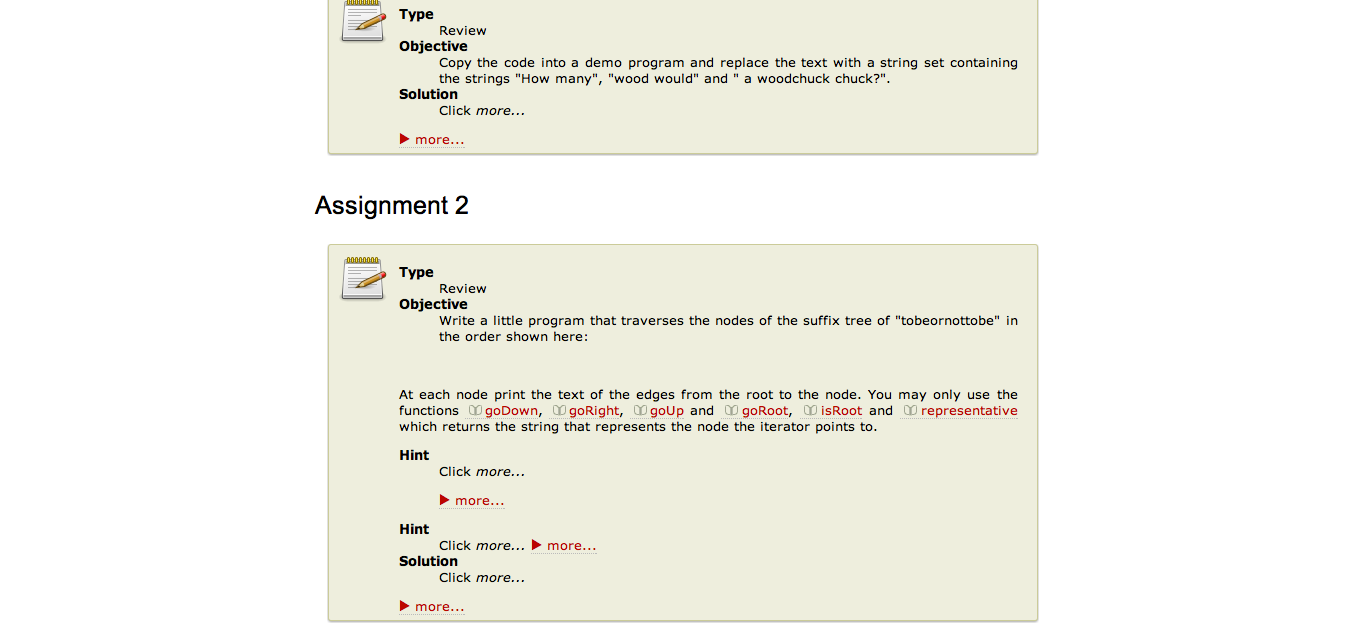 Type
Review
Objective
Copy the code into a demo program and replace the text with a string set containing
the strings "How many", "wood would" and " a woodchuck chuck?".
Solution
Click more...
more...
Assignment 2
Type
Review
Objective
Write a little program that traverses the nodes of the suffix tree of "tobeornottobe" in
the order shown here:
At each node print the text of the edges from the root to the node. You may only use the
functions goDown, goRight, goUp and goRoot, isRoot and representative
which returns the string that represents the node the iterator points to.
Hint
Click more...
more...
Hint
Click more... more...
Solution
Click more...
more...